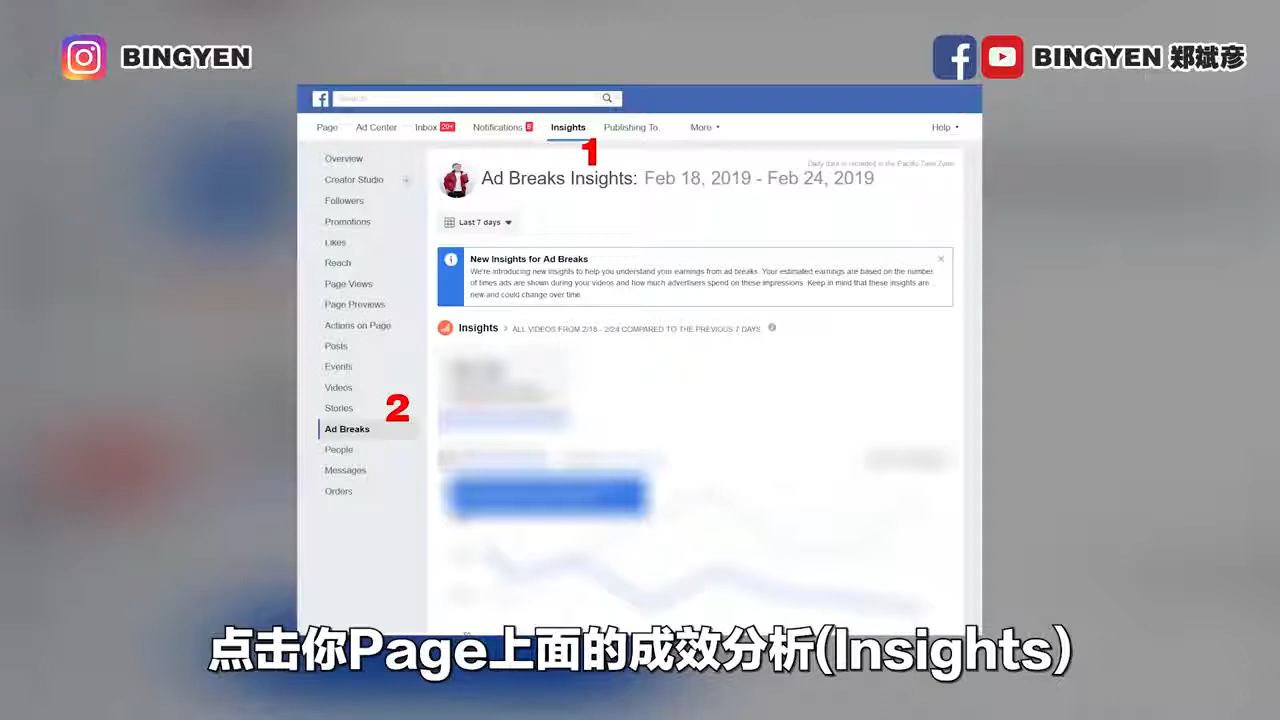 BINGYEN
BINGYEN 郑斌彦
Search
Page Ad Center Inbox 20+ Notifications 8 Insights Publishing To. More Help
1
Overview
Creator Studio
Followers
Promotions
Likes
Reach
Page Views
Page Previews
Actions on Page
Posts
Events
Videos
Stories
2
Ad Breaks
People
Messages
Orders
Daily data is recorded in the Pacific Time Zone
Ad Breaks Insights: Feb 18, 2019 - Feb 24, 2019
Last 7 days
New Insights for Ad Breaks
We're introducing new insights to help you understand your earnings from ad breaks. Your estimated earnings are based on the number
of times ads are shown during your videos and how much advertisers spend on these impressions. Keep in mind that these insights are
new and could change over time.
Insights > ALL VIDEOS FROM 2/18 - 2/24 COMPARED TO THE PREVIOUS 7 DAYS
点击你Page上面的成效分析(Insights)